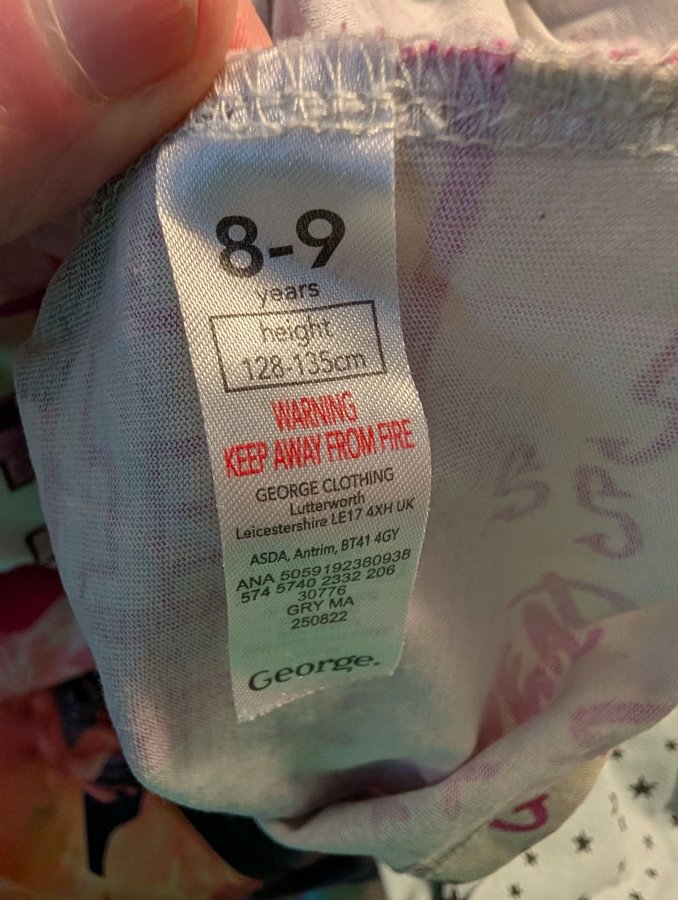 8-9
years
height
128-135cm
WARNING
KEEP AWAY FROM FIRE
GEORGE CLOTHING
Lutterworth
Leicestershire LE17 4XH UK
ASDA, Antrim, BT41 4GY
ANA 5059192380938
574 5740 2332 206
30776
GRY MA
250822
George.